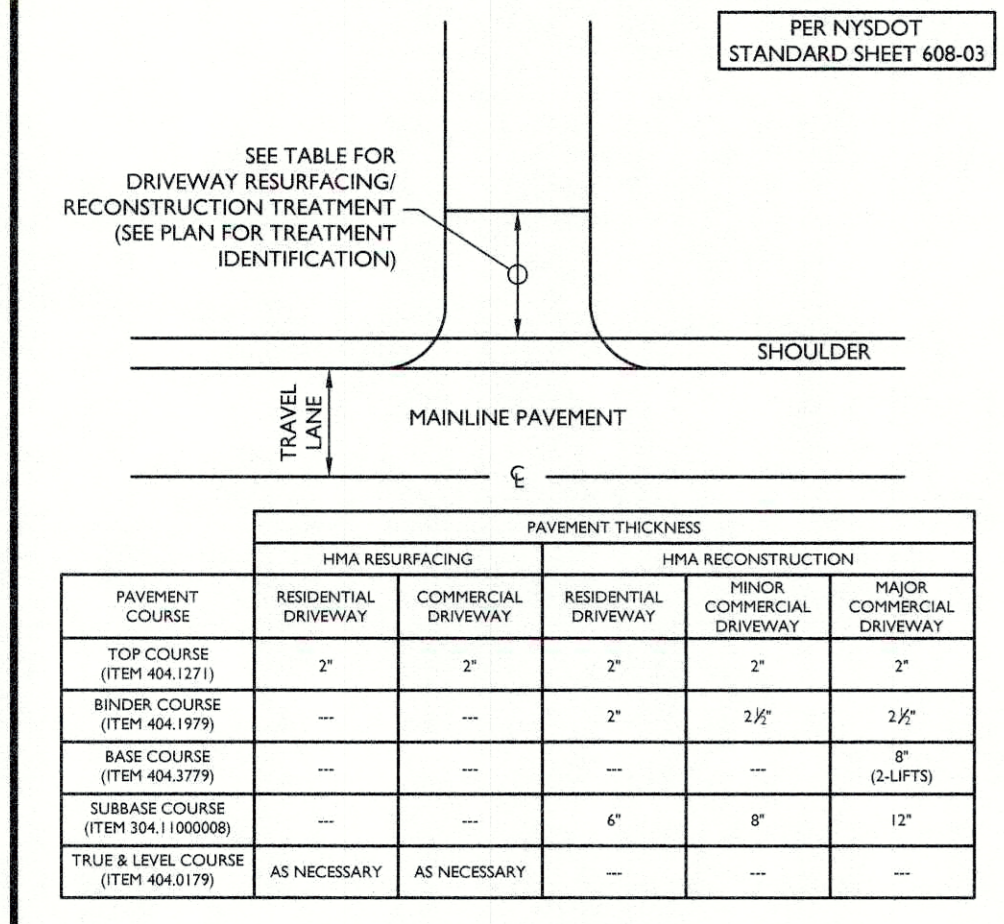 PER NYSDOT
STANDARD SHEET 608-03
SEE TABLE FOR
DRIVEWAY RESURFACING/
RECONSTRUCTION TREATMENT
(SEE PLAN FOR TREATMENT
IDENTIFICATION)
SHOULDER
TRAVEL
LANE
MAINLINE PAVEMENT
℄
PAVEMENT THICKNESS
HMA RESURFACING
HMA RECONSTRUCTION
PAVEMENT
COURSE
RESIDENTIAL
DRIVEWAY
COMMERCIAL
DRIVEWAY
RESIDENTIAL
DRIVEWAY
MINOR
COMMERCIAL
DRIVEWAY
MAJOR
COMMERCIAL
DRIVEWAY
TOP COURSE
(ITEM 404.1271)
2"
2"
2"
2"
2"
BINDER COURSE
(ITEM 404.1979)
---
---
2"
2½"
2½"
BASE COURSE
(ITEM 404.3779)
---
---
---
---
8"
(2-LIFTS)
SUBBASE COURSE
(ITEM 304.11000008)
---
---
6"
8"
12"
TRUE & LEVEL COURSE
(ITEM 404.0179)
AS NECESSARY
AS NECESSARY
---
---
---